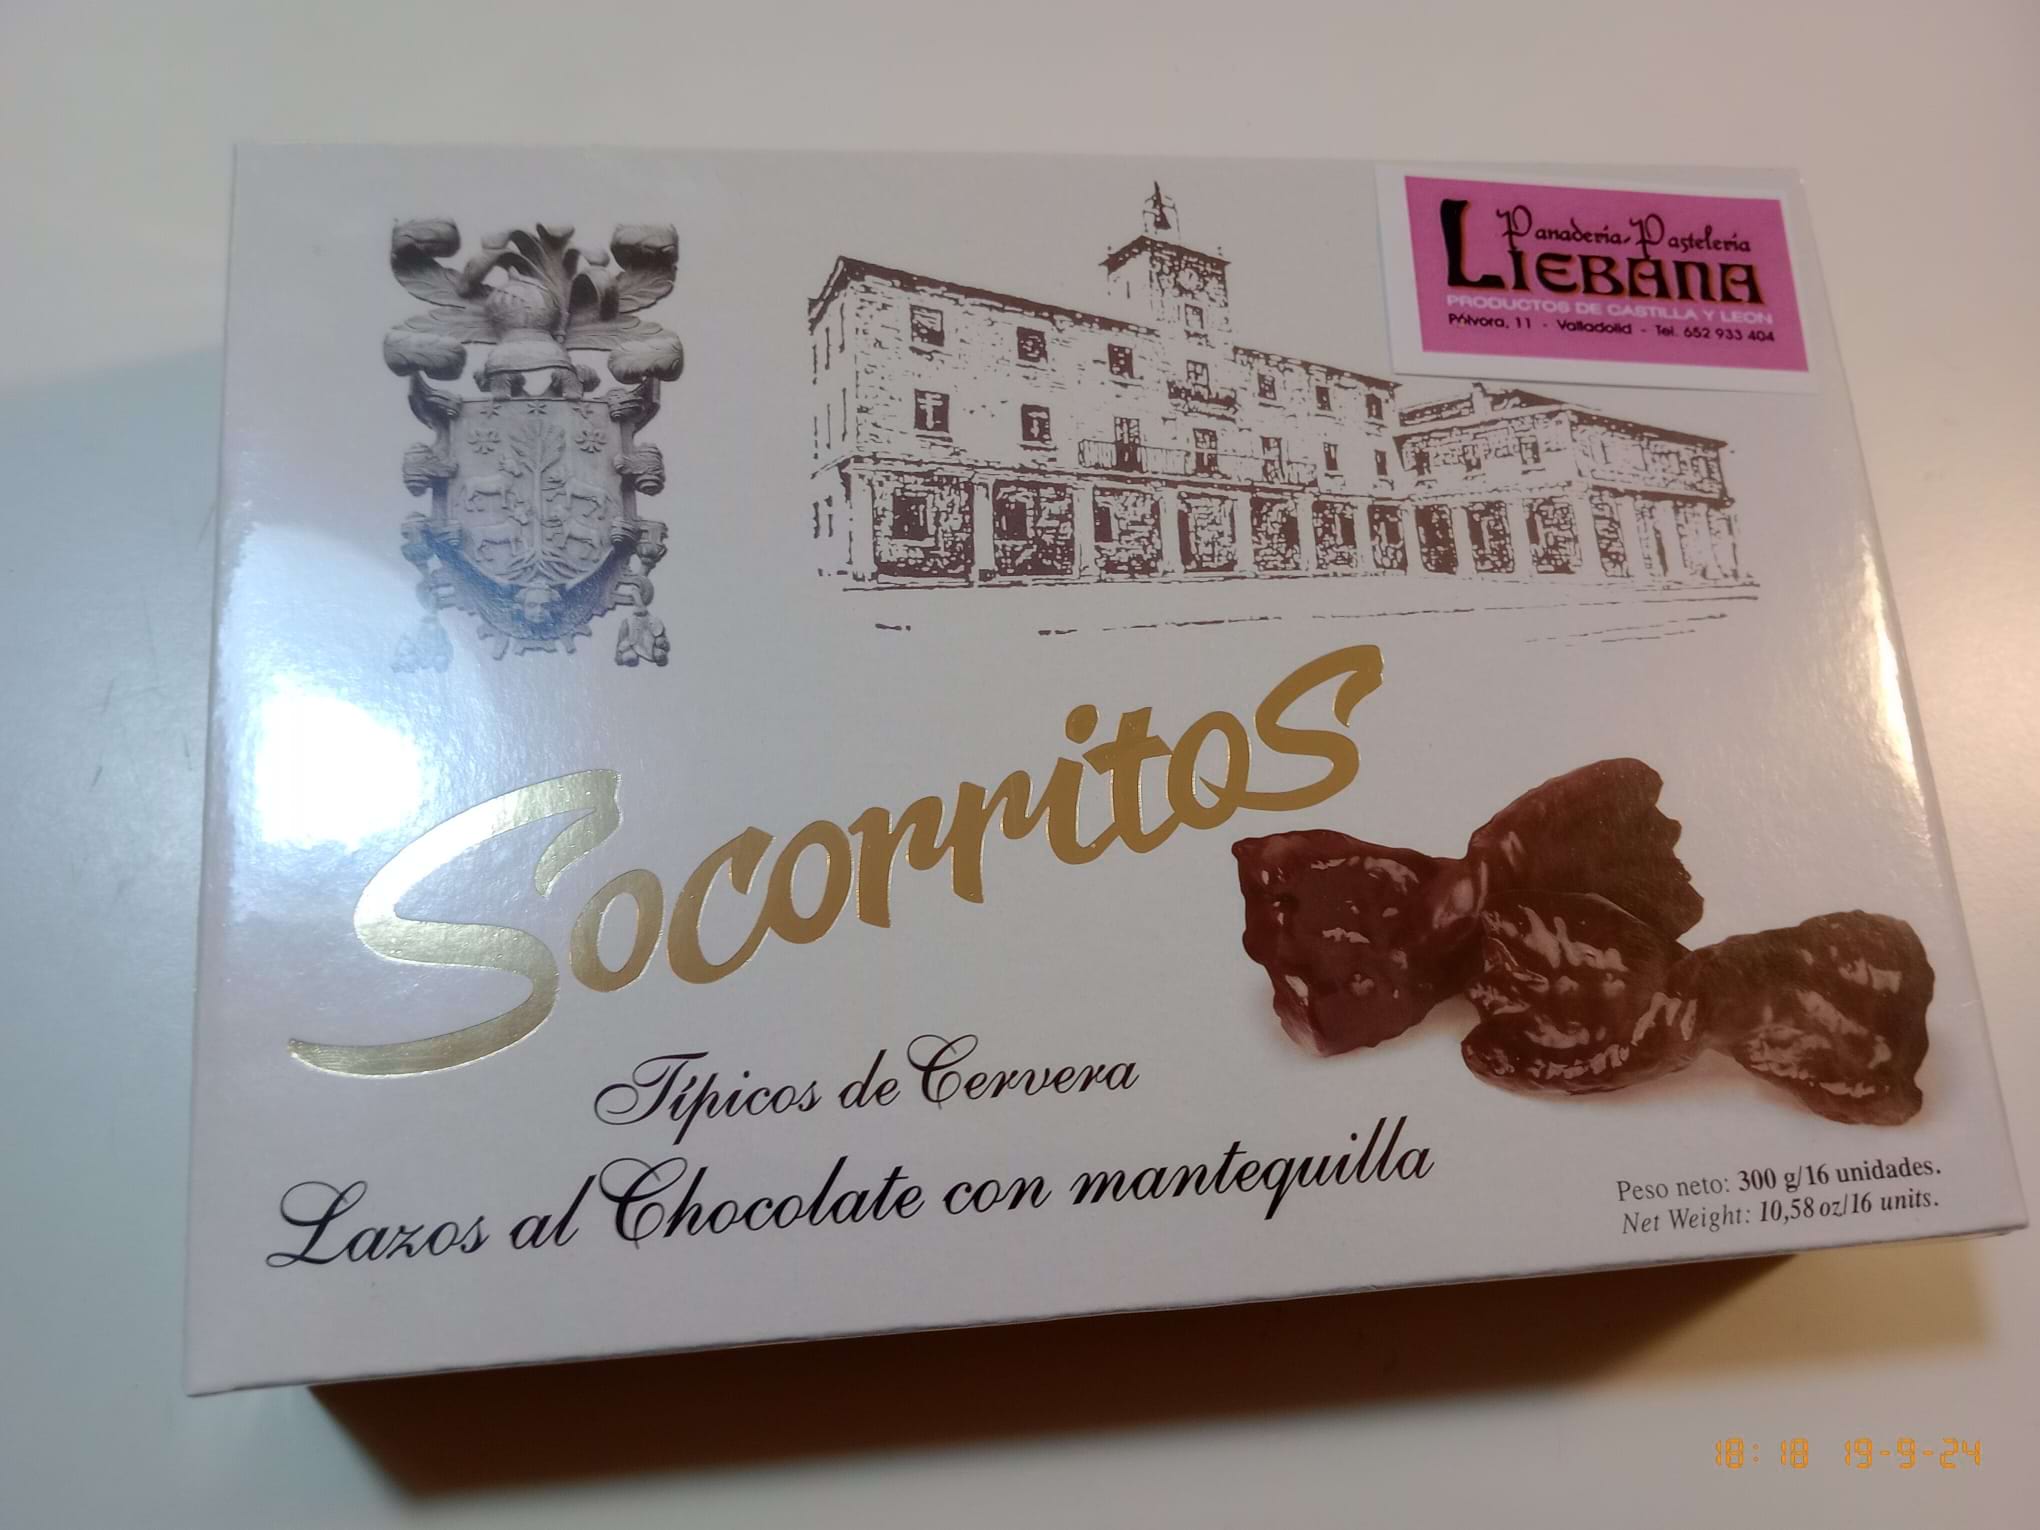 Panadería-Pastelería
LIEBANA
PRODUCTOS DE CASTILLA Y LEON
Pólvora, 11 - Valladolid - Tel. 652 933 404
Socorritos
Típicos de Cervera
Lazos al Chocolate con mantequilla
Peso neto: 300 g/16 unidades.
Net Weight: 10,58 oz/16 units.
18:18 19-9-24